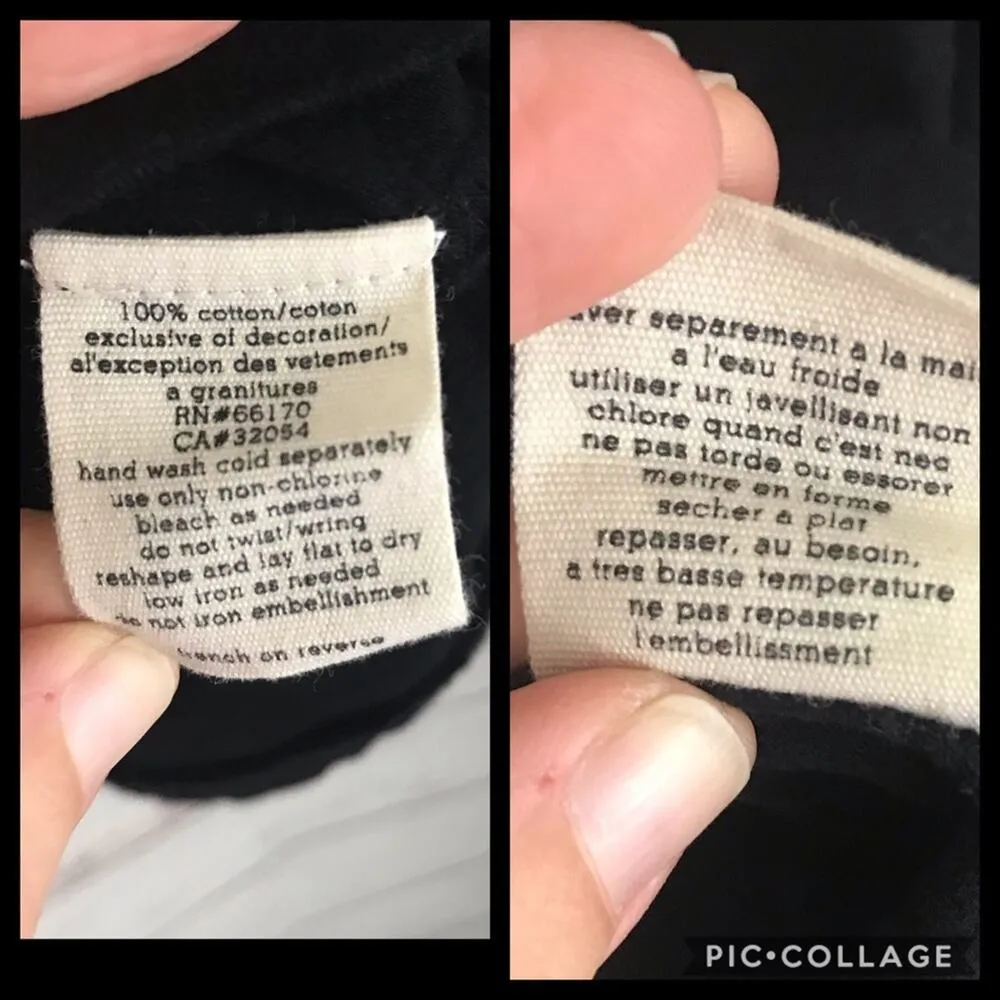 100% cotton/coton
exclusive of decoration/
al'exception des vetements
a granitures
RN#66170
CA#32054
hand wash cold separately
use only non-chlorine
bleach as needed
do not twist/wring
reshape and lay flat to dry
low iron as needed
do not iron embellishment
french on reverse
separement a la mai
a l'eau froide
utiliser un javellisant non
chlore quand c'est nec
ne pas torde ou essorer
mettre en forme
secher a plat
repasser, au besoin,
a tres basse temperature
ne pas repasser
l'embellissment
PIC•COLLAGE